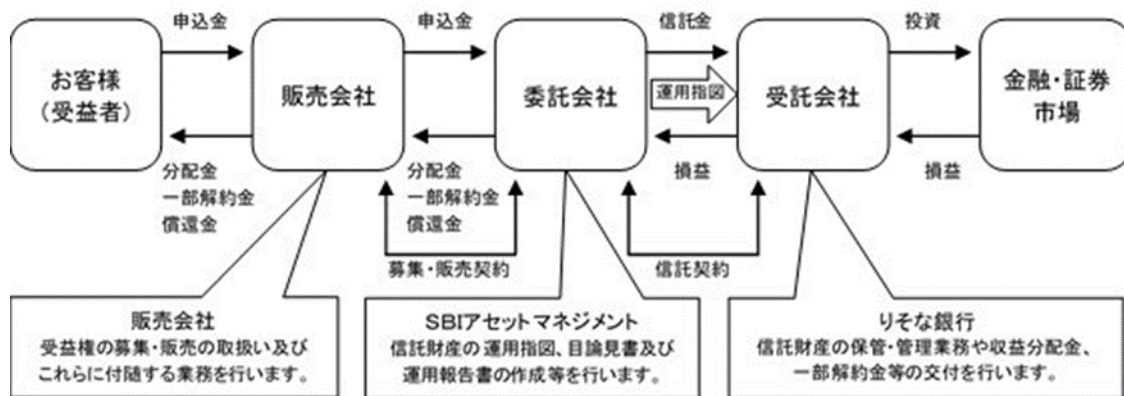 申込金
申込金
信託金
投資
お客様
(受益者)
販売会社
委託会社
運用指図
受託会社
金融・証券
市場
分配金
一部解約金
償還金
分配金
一部解約金
償還金
損益
損益
募集・販売契約
信託契約
販売会社
受益権の募集・販売の取扱い及び
これらに付随する業務を行います。
SBIアセットマネジメント
信託財産の運用指図、目論見書及び
運用報告書の作成等を行います。
りそな銀行
信託財産の保管・管理業務や収益分配金、
一部解約金等の交付を行います。